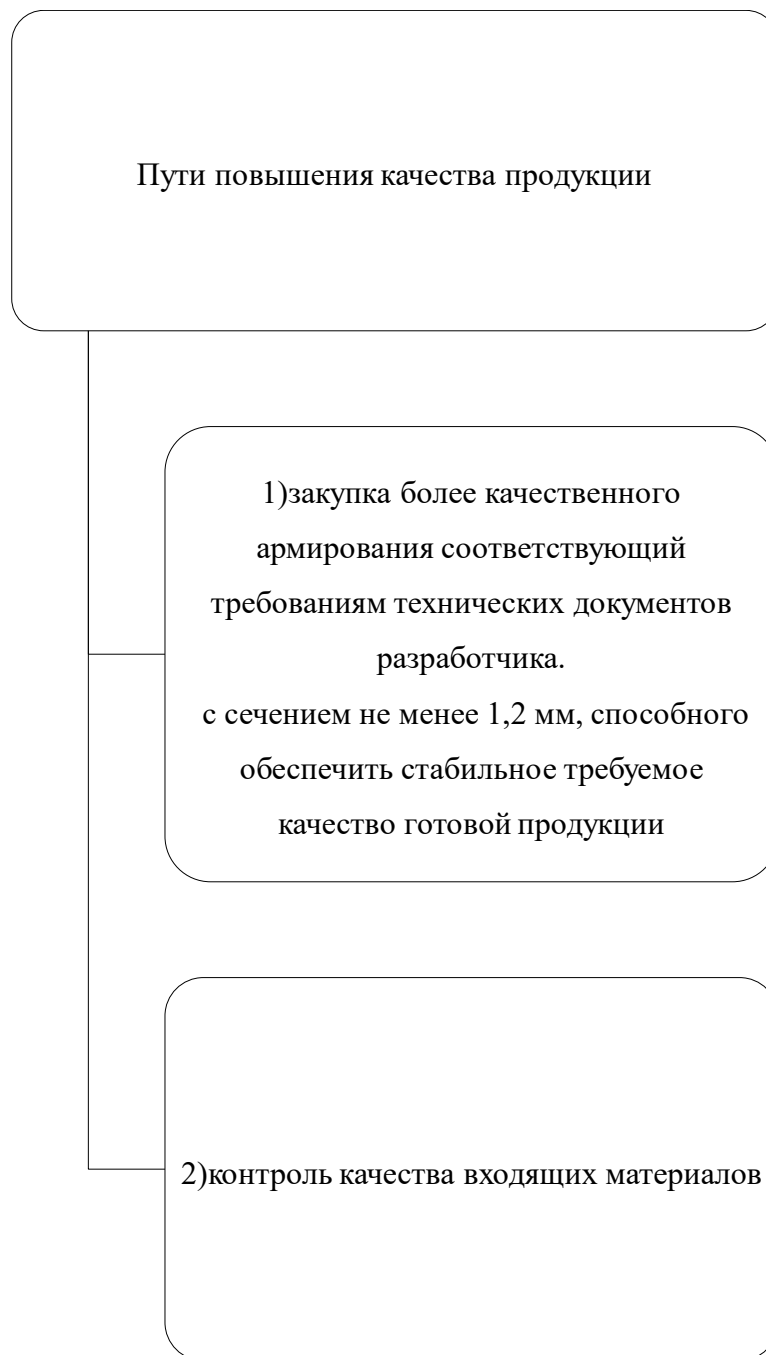 Пути повышения качества продукции
1)закупка более качественного
армирования соответствующий
требованиям технических документов
разработчика.
с сечением не менее 1,2 мм, способного
обеспечить стабильное требуемое
качество готовой продукции
2)контроль качества входящих материалов